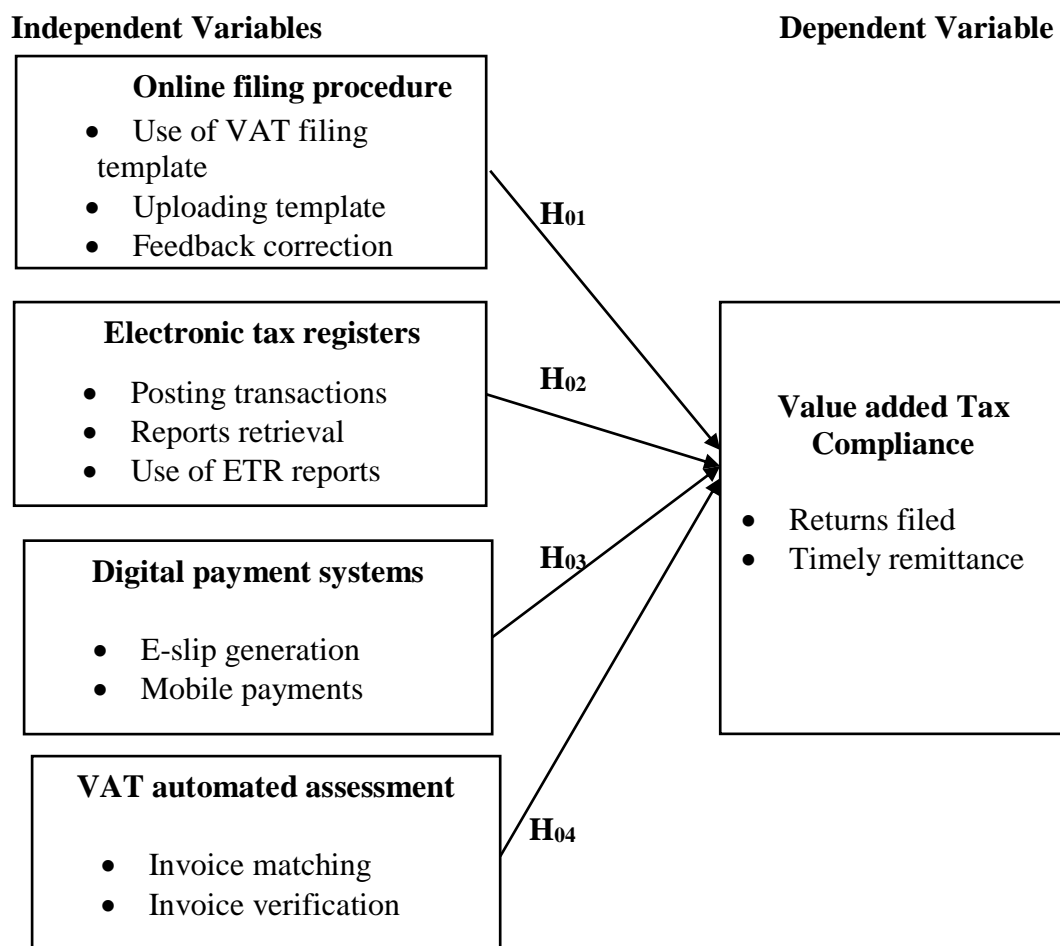 Independent Variables
Dependent Variable
Online filing procedure
• Use of VAT filing
template
• Uploading template
• Feedback correction
H01
Electronic tax registers
• Posting transactions
• Reports retrieval
• Use of ETR reports
H02
Digital payment systems
• E-slip generation
• Mobile payments
H03
VAT automated assessment
• Invoice matching
• Invoice verification
H04
Value added Tax
Compliance
• Returns filed
• Timely remittance